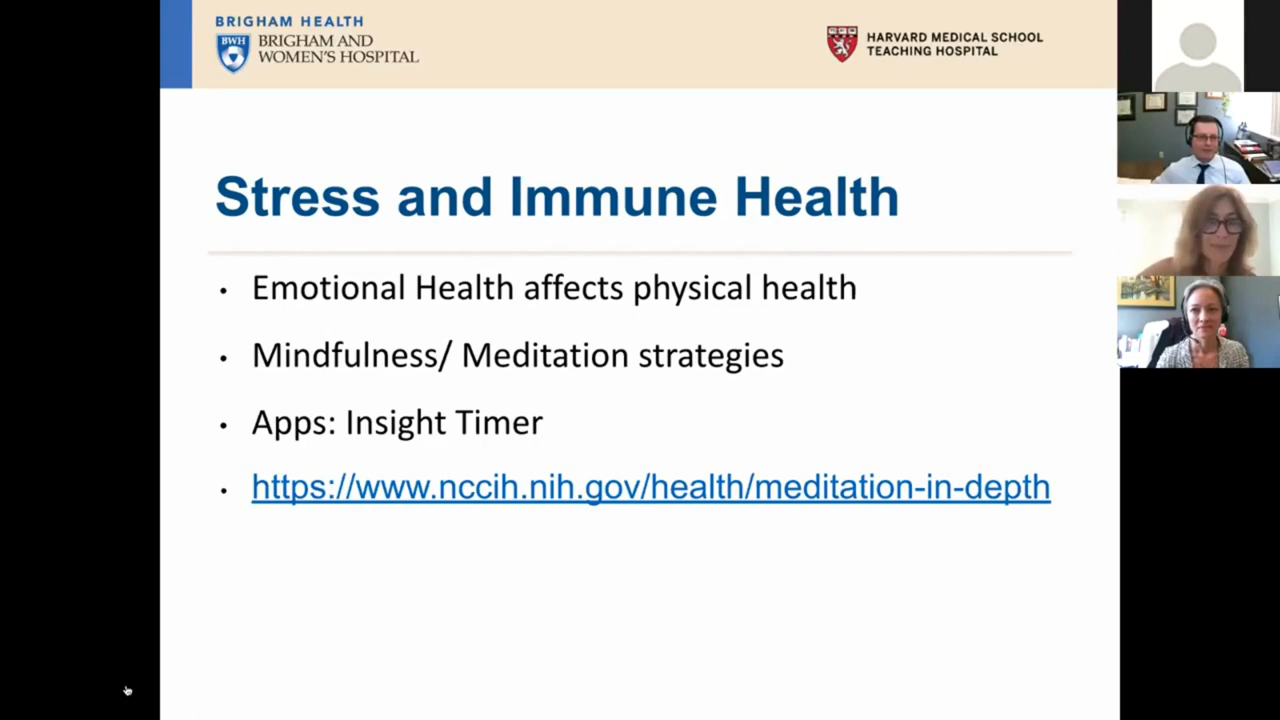 BRIGHAM HEALTH
BWH
BRIGHAM AND
WOMEN'S HOSPITAL
HARVARD MEDICAL SCHOOL
TEACHING HOSPITAL
Stress and Immune Health
• Emotional Health affects physical health
• Mindfulness/ Meditation strategies
• Apps: Insight Timer
• https://www.nccih.nih.gov/health/meditation-in-depth